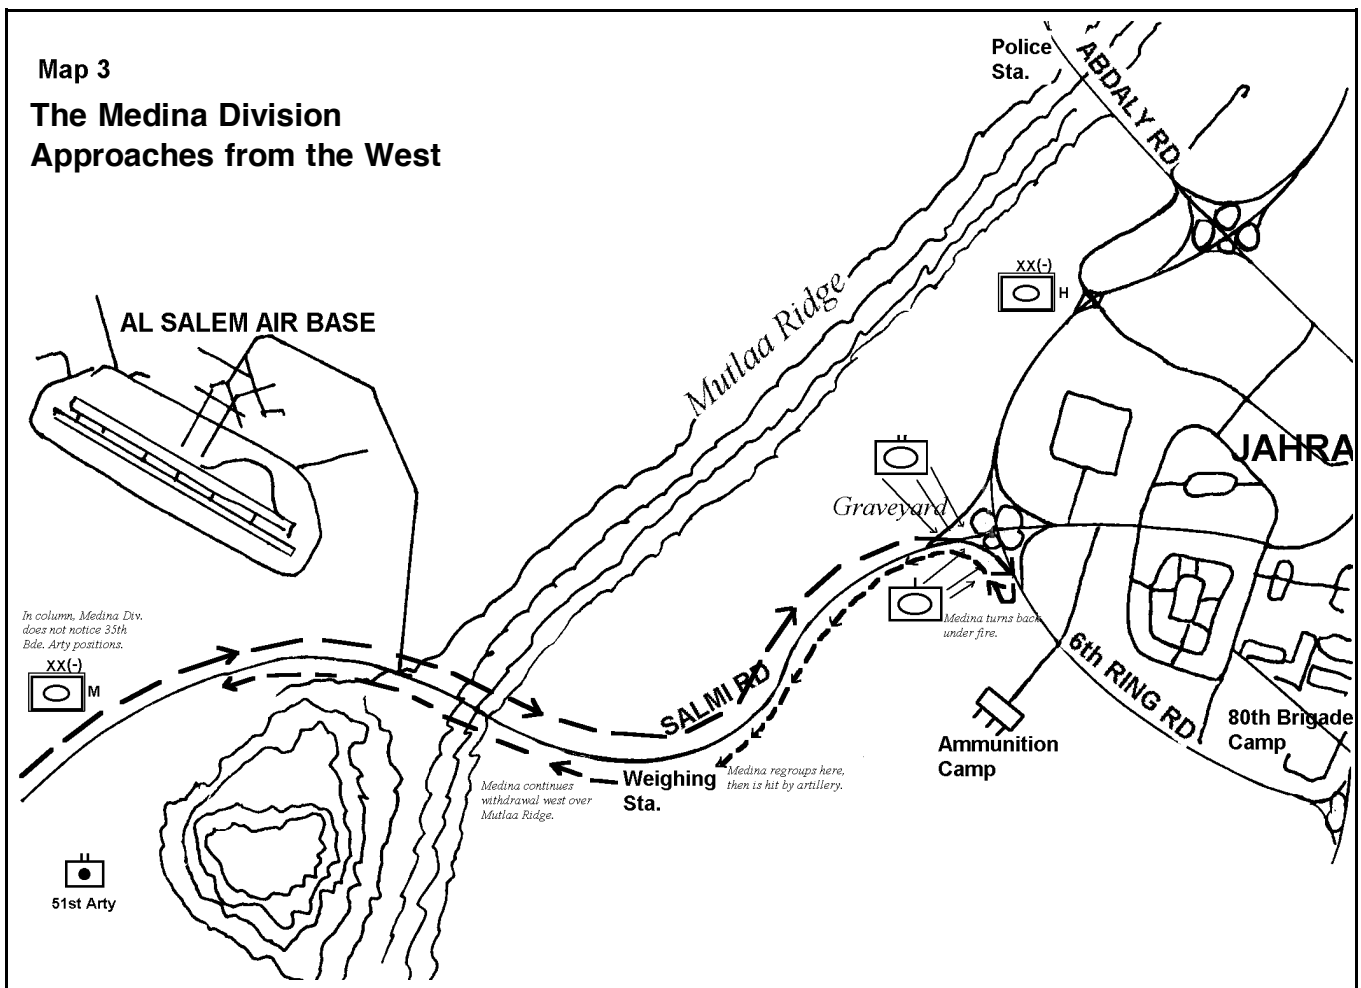 Map 3
The Medina Division
Approaches from the West
Police
Sta.
ABDALY RD
XX(-)
H
AL SALEM AIR BASE
Mutlaa Ridge
JAHRA
Graveyard
In column, Medina Div.
does not notice 35th
Bde. Arty positions.
XX(-)
M
Medina turns back
under fire.
6th RING RD
SALMI RD
80th Brigade
Camp
Ammunition
Camp
Weighing
Sta.
Medina regroups here,
then is hit by artillery.
Medina continues
withdrawal west over
Mutlaa Ridge.
51st Arty